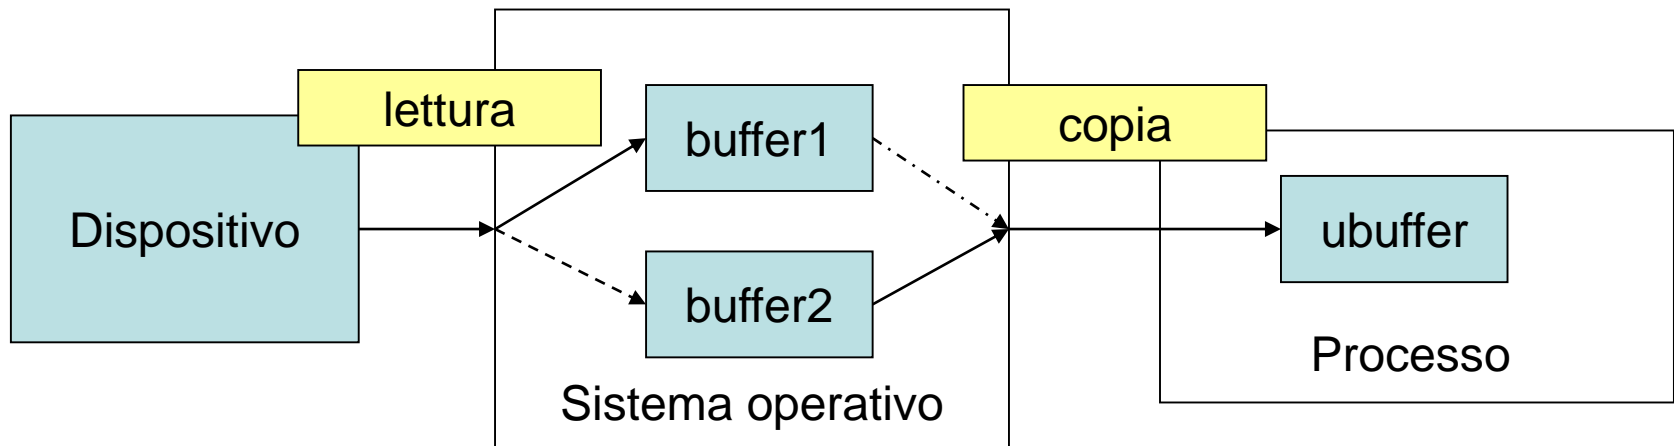 lettura
copia
buffer1
Dispositivo
ubuffer
buffer2
Processo
Sistema operativo